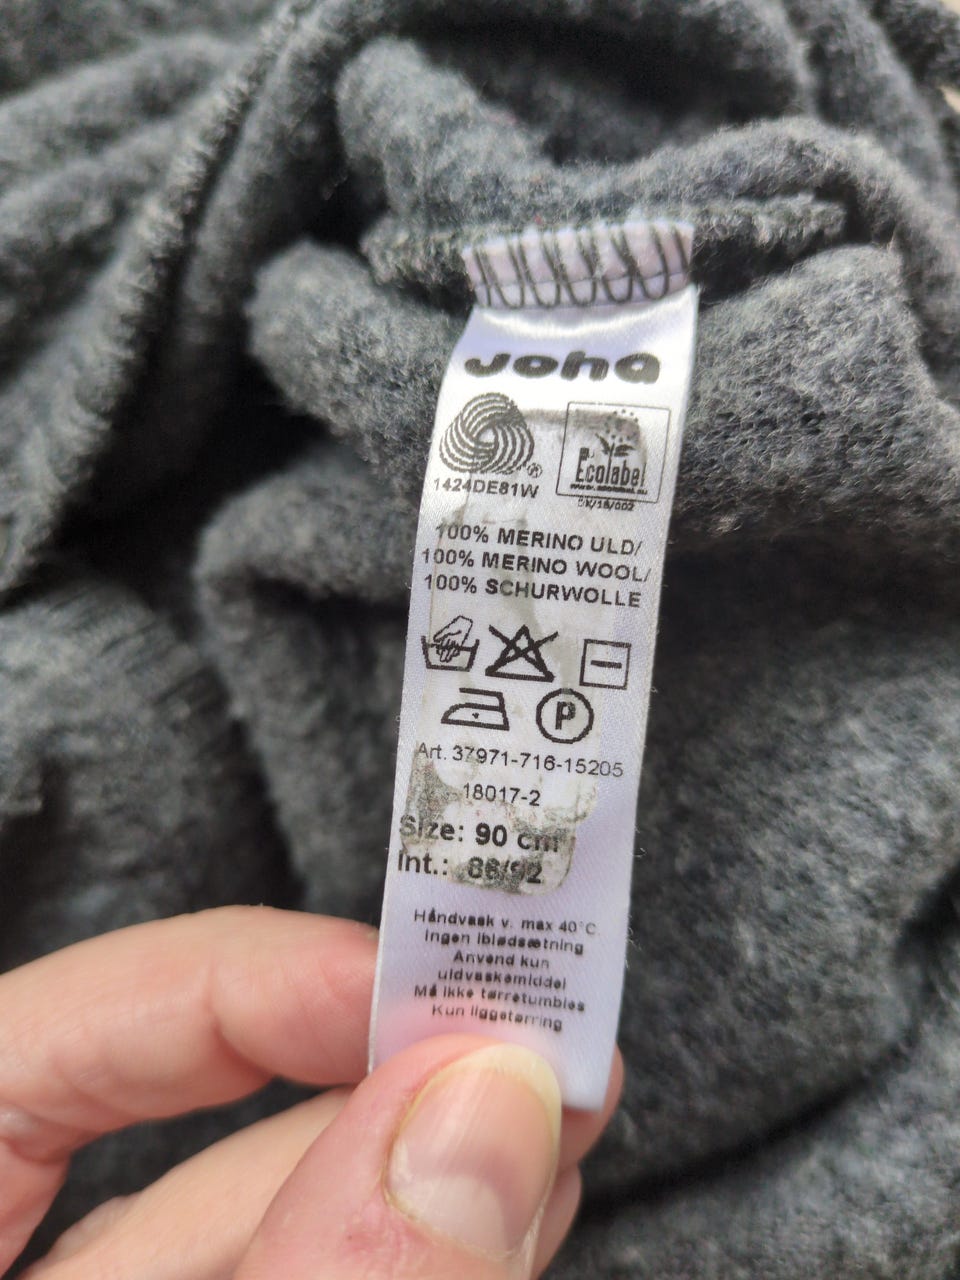 Joha
1424DE81W
Ecolabel
100% MERINO ULD/
100% MERINO WOOL/
100% SCHURWOLLE
P
Art. 37971-716-15205
18017-2
Size: 90 cm
Int.: 86/92
Håndvask v. max 40°C
Ingen iblødsætning
Anvend kun
uldvaskemiddel
Må ikke tørretumbles
Kun liggetørring